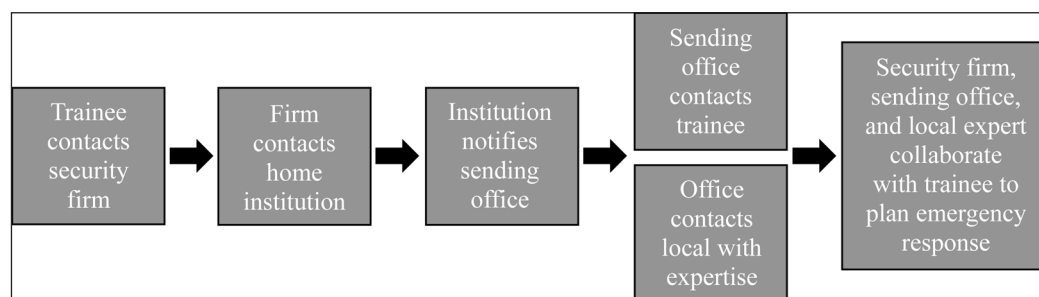 Trainee
contacts
security
firm
Firm
contacts
home
institution
Institution
notifies
sending
office
Sending
office
contacts
trainee
Office
contacts
local with
expertise
Security firm,
sending office,
and local expert
collaborate
with trainee to
plan emergency
response